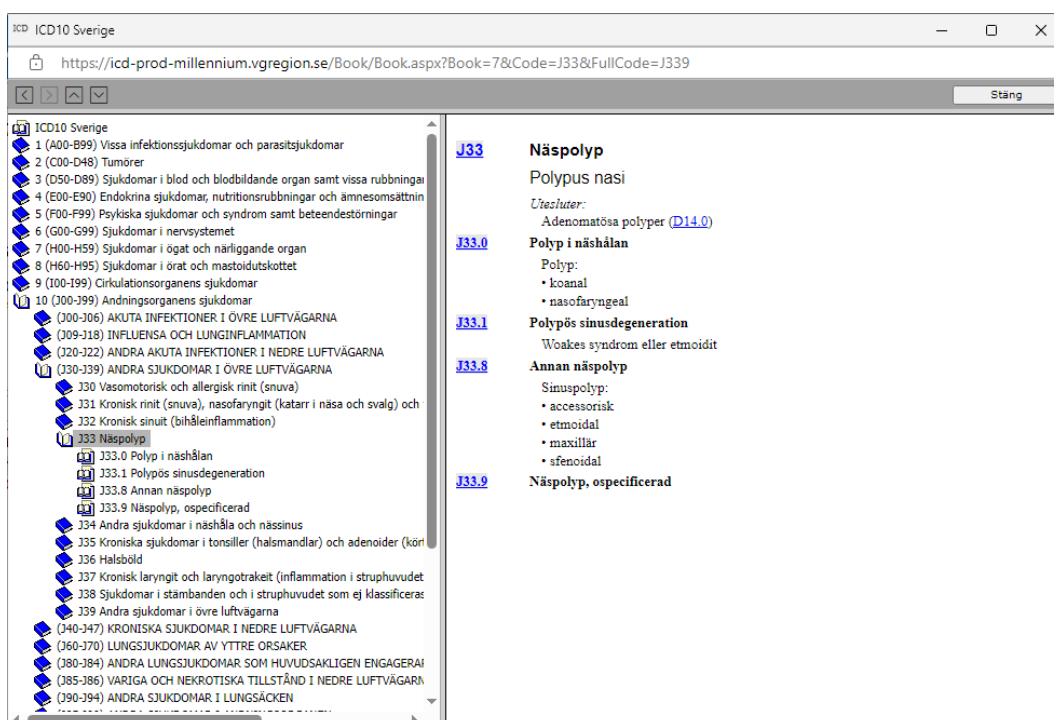 ICD ICD10 Sverige
https://icd-prod-millennium.vgregion.se/Book/Book.aspx?Book=7&Code=J33&FullCode=J339
Stäng
ICD10 Sverige
1 (A00-B99) Vissa infektionssjukdomar och parasitsjukdomar
2 (C00-D48) Tumörer
3 (D50-D89) Sjukdomar i blod och blodbildande organ samt vissa rubbningar
4 (E00-E90) Endokrina sjukdomar, nutritionsrubbningar och ämnesomsättnin
5 (F00-F99) Psykiska sjukdomar och syndrom samt beteendestörningar
6 (G00-G99) Sjukdomar i nervsystemet
7 (H00-H59) Sjukdomar i ögat och närliggande organ
8 (H60-H95) Sjukdomar i örat och mastoidutskottet
9 (I00-I99) Cirkulationsorganens sjukdomar
10 (J00-J99) Andningsorganens sjukdomar
(J00-J06) AKUTA INFEKTIONER I ÖVRE LUFTVÄGARNA
(J09-J18) INFLUENSA OCH LUNGINFLAMMATION
(J20-J22) ANDRA AKUTA INFEKTIONER I NEDRE LUFTVÄGARNA
(J30-J39) ANDRA SJUKDOMAR I ÖVRE LUFTVÄGARNA
J30 Vasomotorisk och allergisk rinit (snuva)
J31 Kronisk rinit (snuva), nasofaryngit (katarr i näsa och svalg) och
J32 Kronisk sinuit (bihåleinflammation)
J33 Näspolyp
J33.0 Polyp i näshålan
J33.1 Polypös sinusdegeneration
J33.8 Annan näspolyp
J33.9 Näspolyp, ospecificerad
J34 Andra sjukdomar i näshåla och nässinus
J35 Kroniska sjukdomar i tonsiller (halsmandlar) och adenoider (kört
J36 Halsböld
J37 Kronisk laryngit och laryngotrakeit (inflammation i struphuvudet
J38 Sjukdomar i stämbanden och i struphuvudet som ej klassificeras
J39 Andra sjukdomar i övre luftvägarna
(J40-J47) KRONISKA SJUKDOMAR I NEDRE LUFTVÄGARNA
(J60-J70) LUNGSJUKDOMAR AV YTTRE ORSAKER
(J80-J84) ANDRA LUNGSJUKDOMAR SOM HUVUDSAKLIGEN ENGAGERAR
(J85-J86) VARIGA OCH NEKROTISKA TILLSTÅND I NEDRE LUFTVÄGARN
(J90-J94) ANDRA SJUKDOMAR I LUNGSÄCKEN
J33 Näspolyp
Polypus nasi
Utesluter:
Adenomatösa polyper (D14.0)
J33.0 Polyp i näshålan
Polyp:
• koanal
• nasofaryngeal
J33.1 Polypös sinusdegeneration
Woakes syndrom eller etmoidit
J33.8 Annan näspolyp
Sinuspolyp:
• accessorisk
• etmoidal
• maxillär
• sfenoidal
J33.9 Näspolyp, ospecificerad